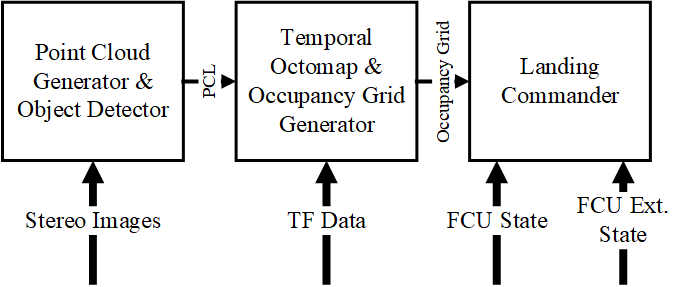 Point Cloud
Generator &
Object Detector
PCL
Temporal
Octomap &
Occupancy Grid
Generator
Occupancy Grid
Landing
Commander
Stereo Images
TF Data
FCU State
FCU Ext.
State